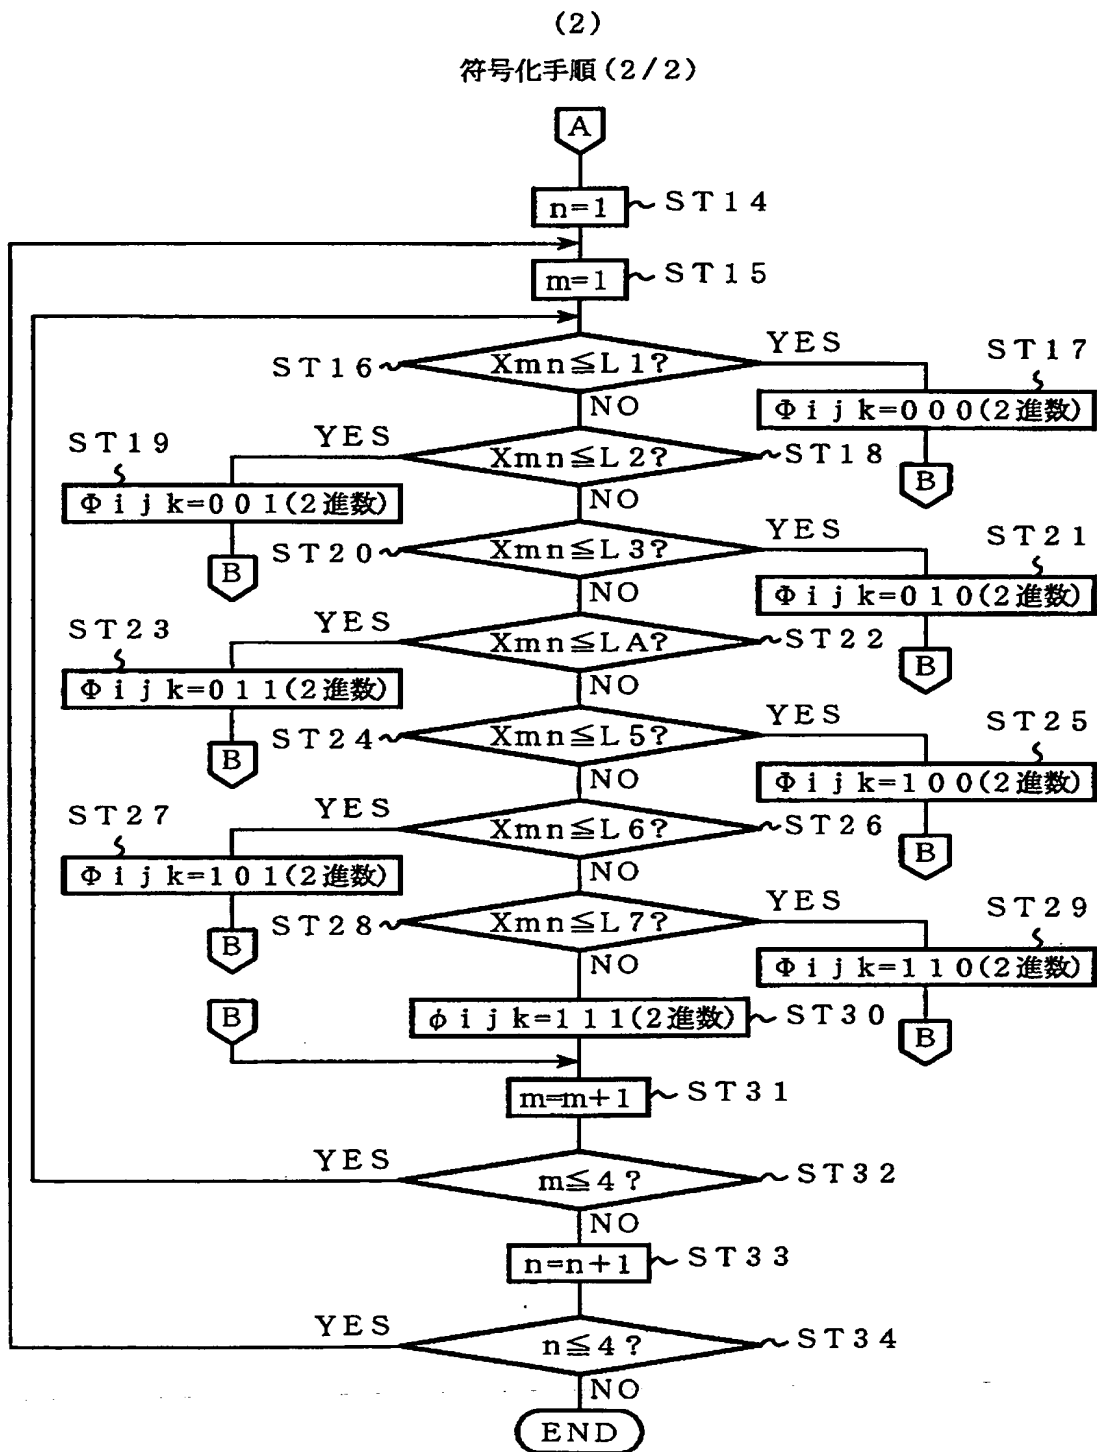 (2)
符号化手順(2/2)
A
n=1 ST14
m=1 ST15
ST16 Xmn≦L1? YES ST17
NO Φijk=000(2進数)
ST19 YES Xmn≦L2? ST18 B
Φijk=001(2進数) NO
B ST20 Xmn≦L3? YES ST21
NO Φijk=010(2進数)
ST23 YES Xmn≦LA? ST22 B
Φijk=011(2進数) NO
B ST24 Xmn≦L5? YES ST25
NO Φijk=100(2進数)
ST27 YES Xmn≦L6? ST26 B
Φijk=101(2進数) NO
B ST28 Xmn≦L7? YES ST29
NO Φijk=110(2進数)
B φijk=111(2進数) ST30 B
m=m+1 ST31
YES m≦4? ST32
NO
n=n+1 ST33
YES n≦4? ST34
NO
END